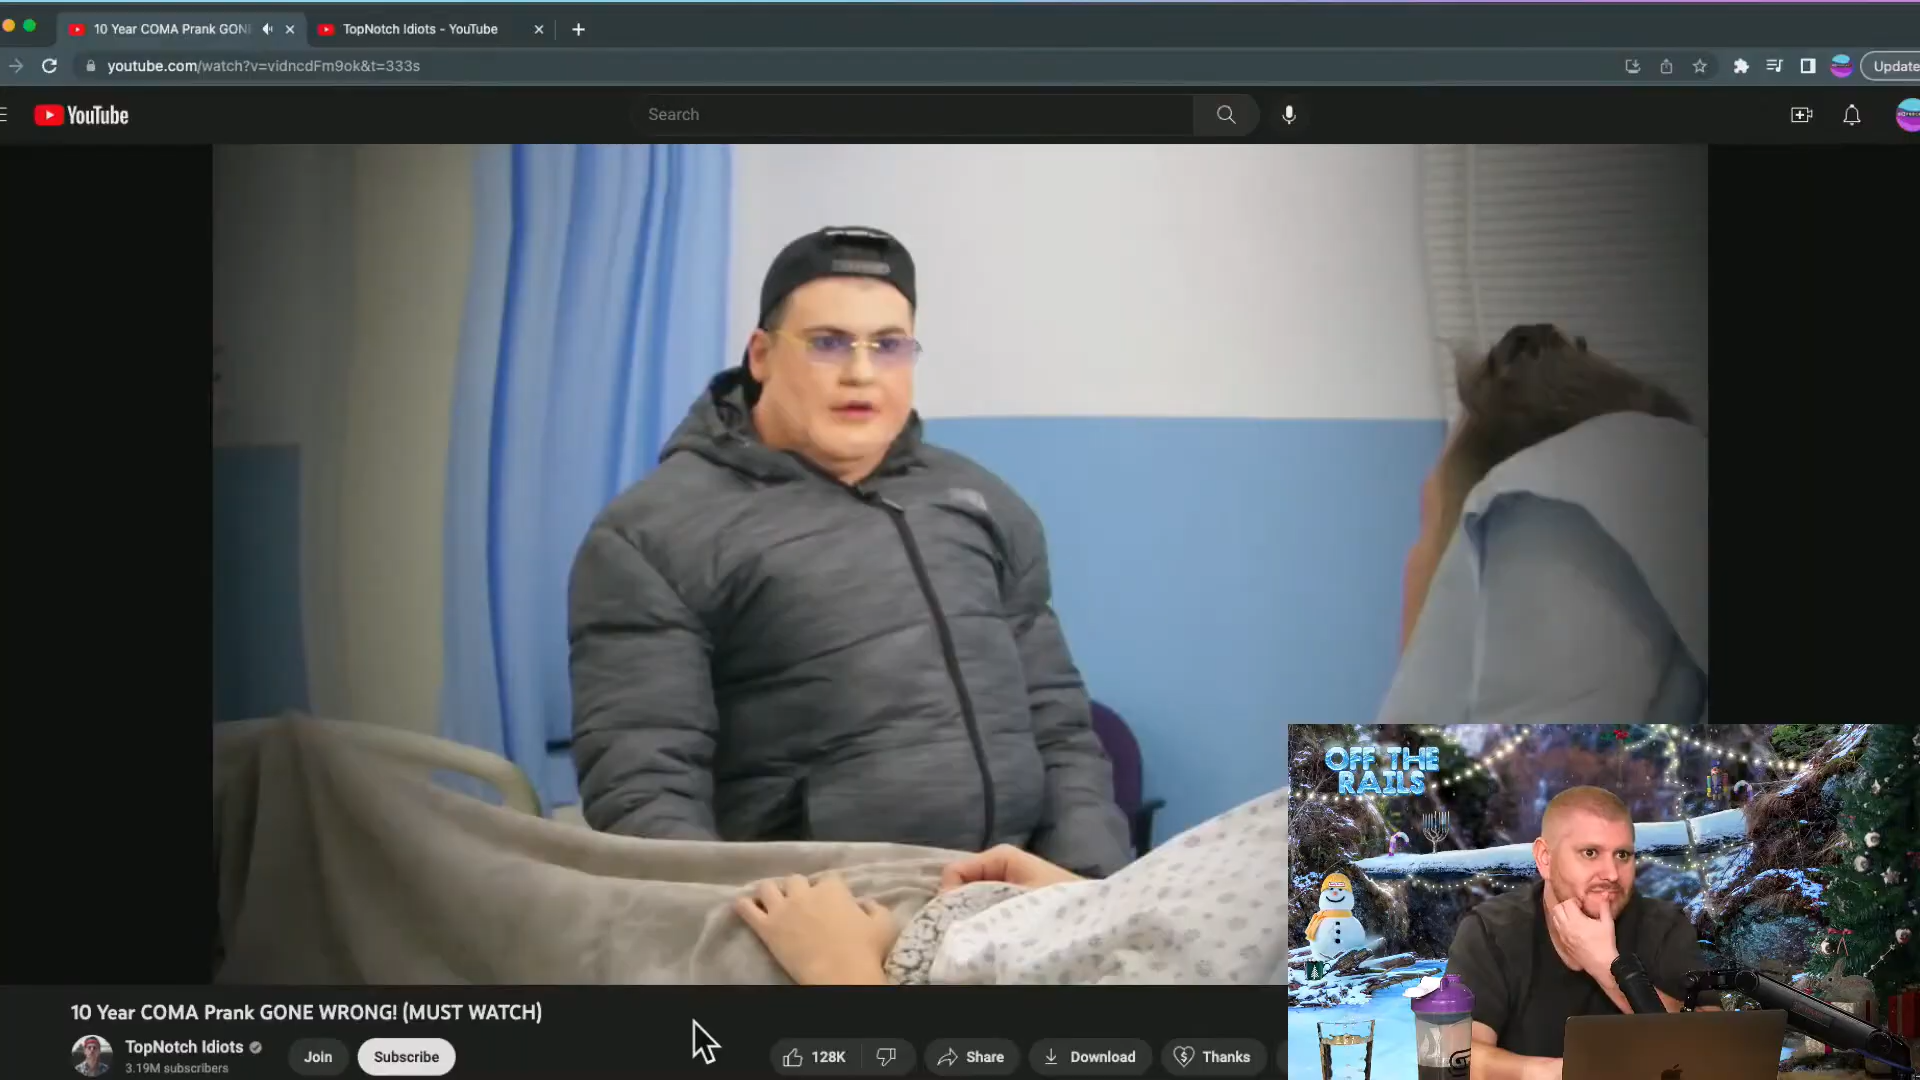 10 Year COMA Prank GON
TopNotch Idiots - YouTube
youtube.com/watch?v=vidncdFm9ok&t=333s
Update
YouTube
Search
OFF THE
RAILS
10 Year COMA Prank GONE WRONG! (MUST WATCH)
TopNotch Idiots
3.19M subscribers
Join
Subscribe
128K
Share
Download
Thanks